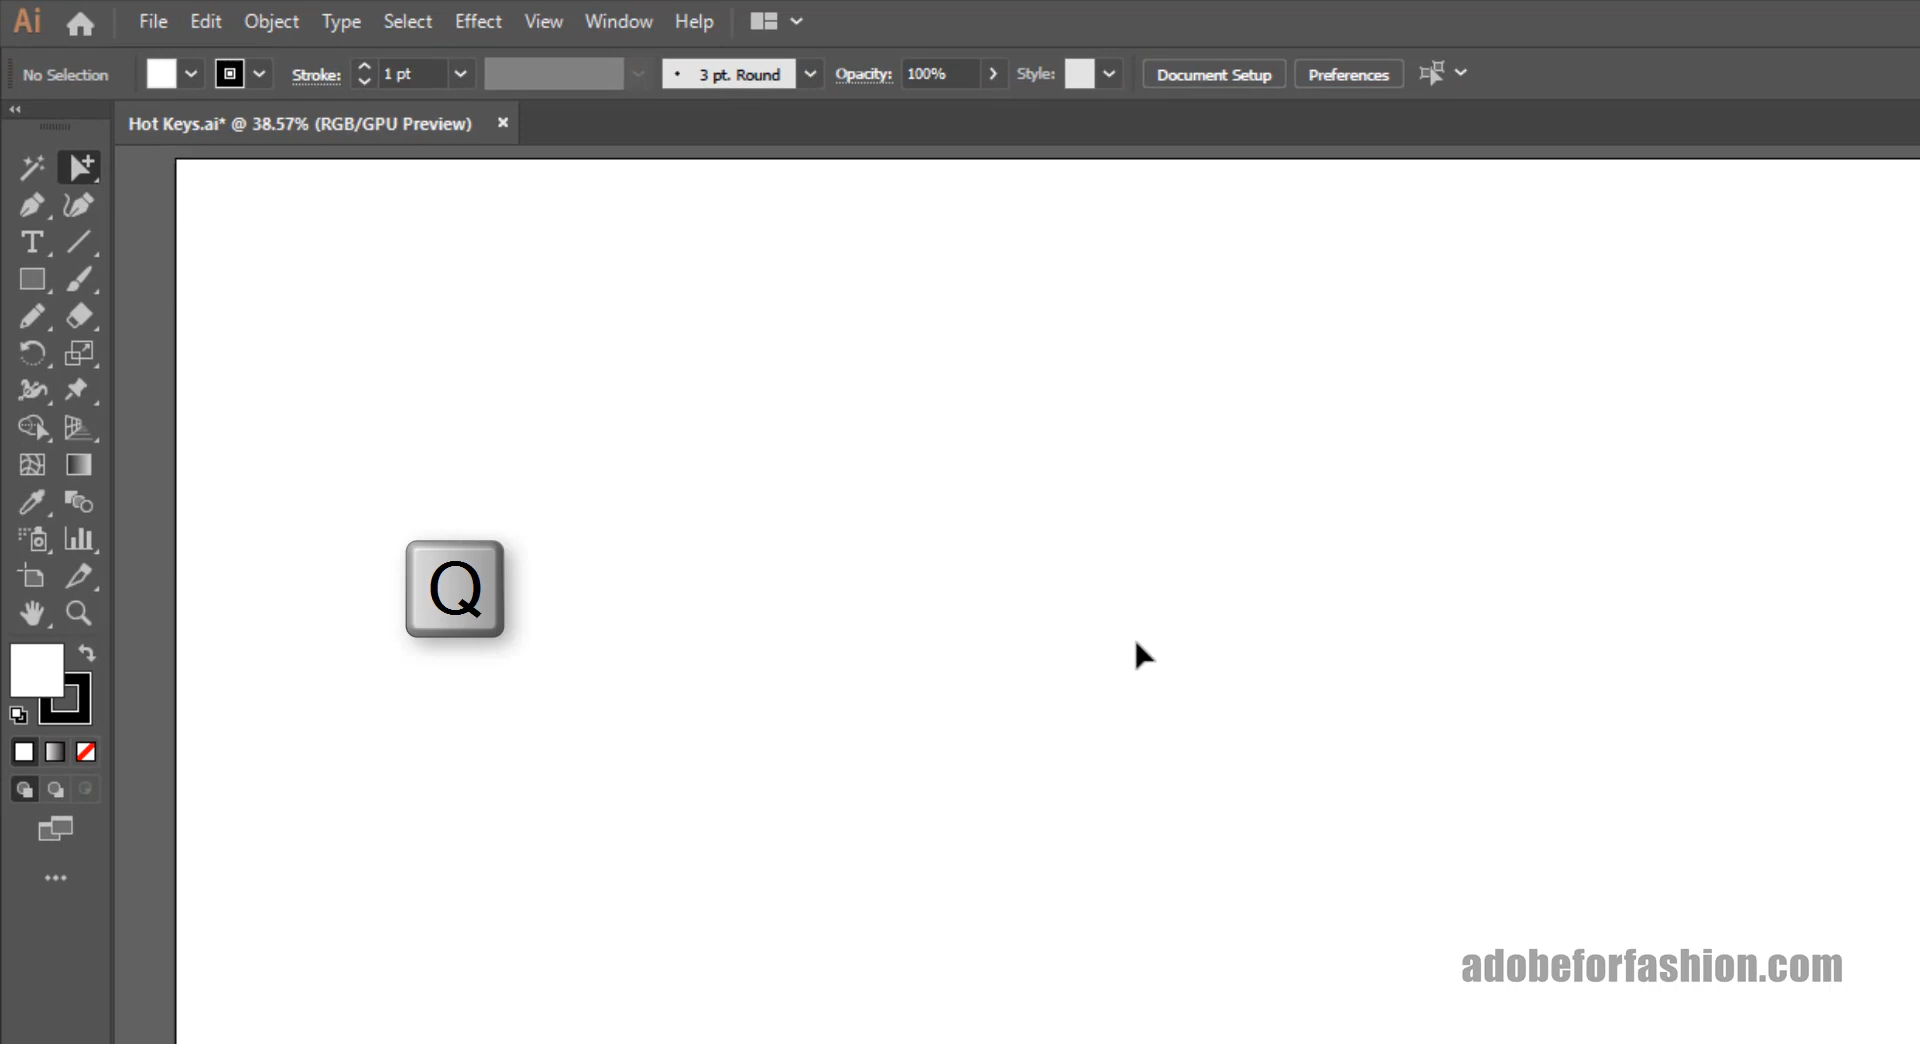 Ai File Edit Object Type Select Effect View Window Help
No Selection Stroke: 1 pt 3 pt. Round Opacity: 100% Style: Document Setup Preferences
Hot Keys.ai* @ 38.57% (RGB/GPU Preview) ×
T
Q
adobeforfashion.com